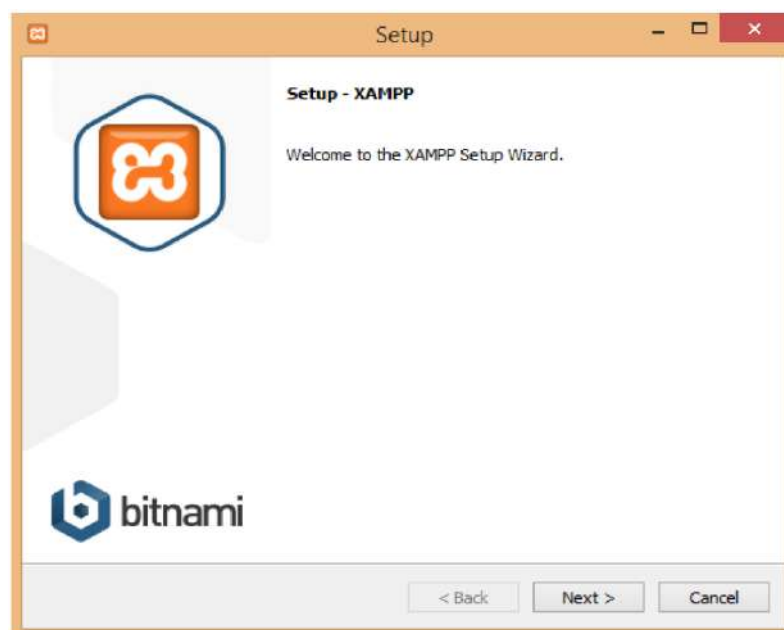 Setup
Setup - XAMPP
Welcome to the XAMPP Setup Wizard.
bitnami
< Back
Next >
Cancel